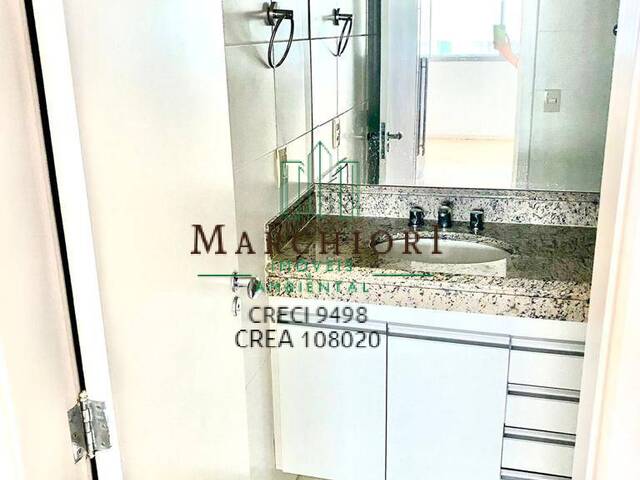 MARCHIORI
IMÓVEIS
AMBIENTAL
CRECI 9498
CREA 108020